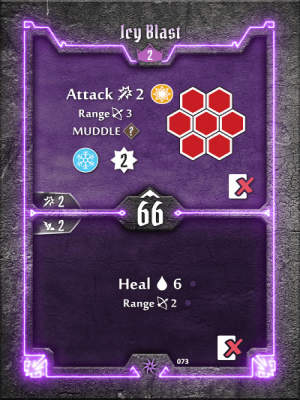 Icy Blast
2
Attack 2
Range 3
MUDDLE ?
2
2
66
2
Heal 6
Range 2
073